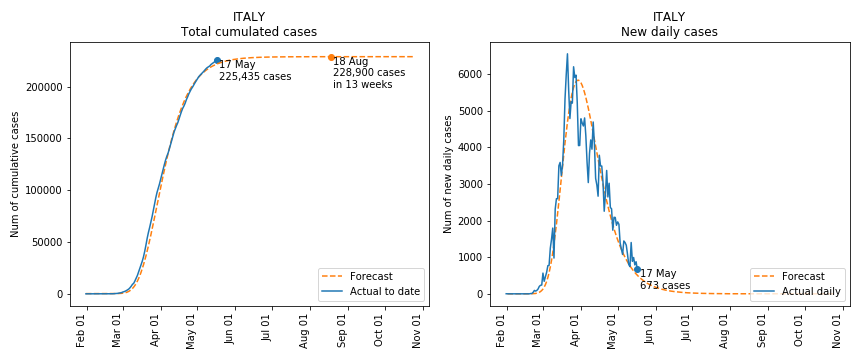 ITALY
Total cumulated cases
Num of cumulative cases
200000
150000
100000
50000
0
17 May
225,435 cases
18 Aug
228,900 cases
in 13 weeks
Forecast
Actual to date
Feb 01
Mar 01
Apr 01
May 01
Jun 01
Jul 01
Aug 01
Sep 01
Oct 01
Nov 01
ITALY
New daily cases
Num of new daily cases
6000
5000
4000
3000
2000
1000
0
17 May
673 cases
Forecast
Actual daily
Feb 01
Mar 01
Apr 01
May 01
Jun 01
Jul 01
Aug 01
Sep 01
Oct 01
Nov 01